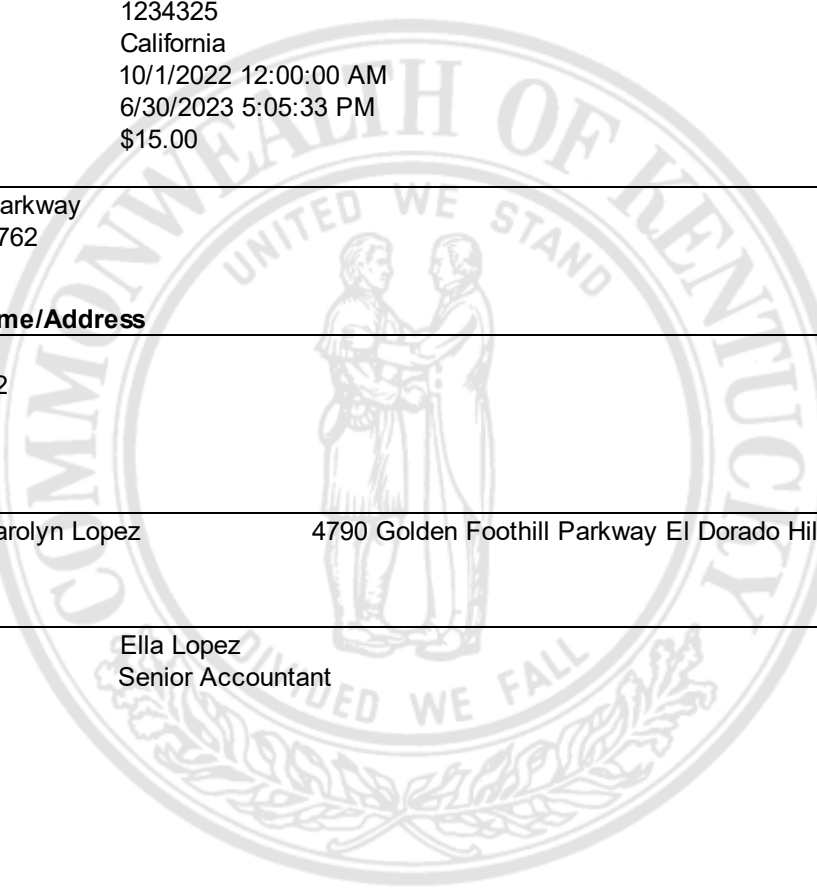 1234325
California
10/1/2022 12:00:00 AM
6/30/2023 5:05:33 PM
$15.00
arkway
762
me/Address
2
arolyn Lopez 4790 Golden Foothill Parkway El Dorado Hil
Ella Lopez
Senior Accountant
COMMONWEALTH OF KENTUCKY
UNITED WE STAND
DIVIDED WE FALL